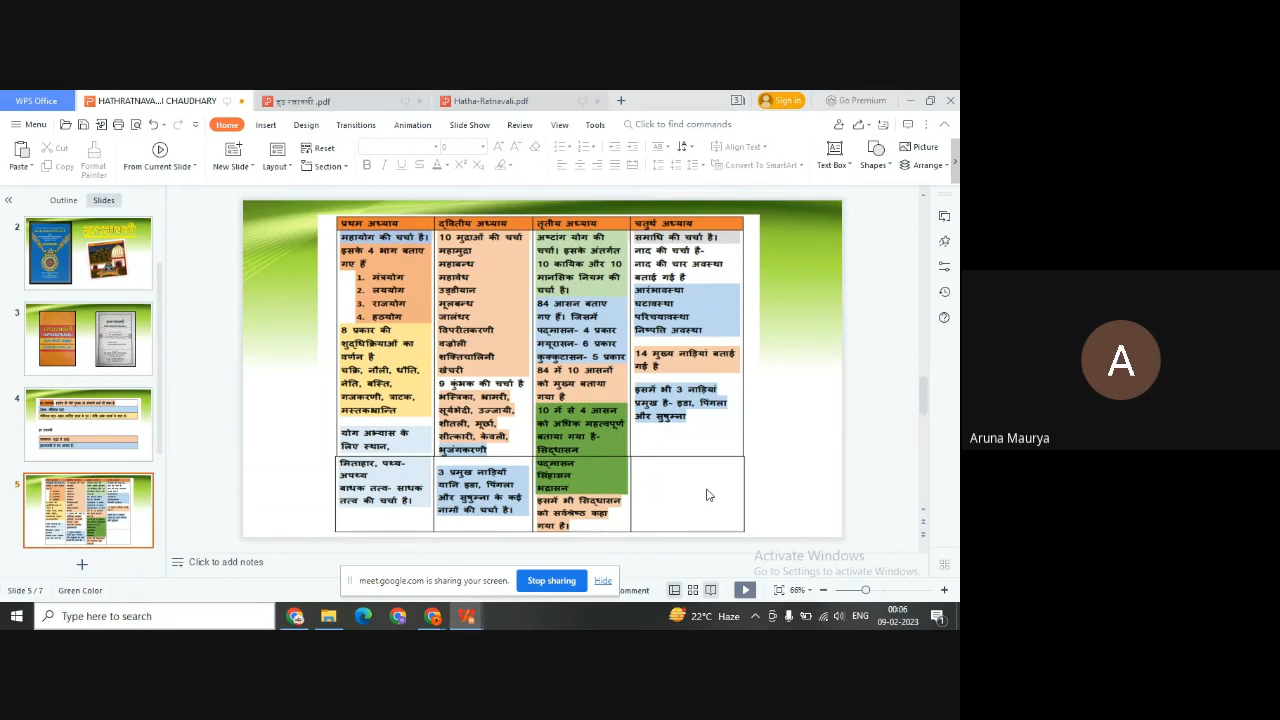 WPS Office
HATHRATNAVA...I CHAUDHARY
हठ रत्नावली .pdf
Hatha-Ratnavali.pdf
Sign in
Go Premium
Menu
Home
Insert
Design
Transitions
Animation
Slide Show
Review
View
Tools
Click to find commands
Paste
Cut
Copy
Format
Painter
From Current Slide
New Slide
Layout
Reset
Section
0
Align Text
Convert To SmartArt
Text Box
Shapes
Picture
Arrange
Outline
Slides
2
3
4
5
प्रथम अध्याय
महायोग की चर्चा है।
इसके 4 भाग बताए
गए हैं
1. मंत्रयोग
2. लययोग
3. राजयोग
4. हठयोग
8 प्रकार की
शुद्धिक्रियाओं का
वर्णन है
चक्रि, नौली, धौति,
नेति, बस्ति,
गजकरणी, त्राटक,
मस्तकभ्रान्ति
योग अभ्यास के
लिए स्थान,
मिताहार, पथ्य-
अपथ्य
बाधक तत्व- साधक
तत्व की चर्चा है।
द्वितीय अध्याय
10 मुद्राओं की चर्चा
महामुद्रा
महाबन्ध
महावेध
उड्डीयान
मूलबन्ध
जालंधर
विपरीतकरणी
वज्रोली
शक्तिचालिनी
खेचरी
9 कुंभक की चर्चा है
भस्त्रिका, भ्रामरी,
सूर्यभेदी, उज्जायी,
शीतली, मूर्छा,
सीत्कारी, केवली,
भुजंगकरणी
3 प्रमुख नाड़ियों
यानि इडा, पिंगला
और सुषुम्ना के कई
नामों की चर्चा है।
तृतीय अध्याय
अष्टांग योग की
चर्चा। इसके अंतर्गत
10 कायिक और 10
मानसिक नियम की
चर्चा है।
84 आसन बताए
गए हैं। जिसमें
पद्मासन- 4 प्रकार
मयूरासन- 6 प्रकार
कुक्कुटासन- 5 प्रकार
84 में 10 आसनों
को मुख्य बताया
गया है
10 में से 4 आसन
को अधिक महत्वपूर्ण
बताया गया है-
सिद्धासन
पद्मासन
सिंहासन
भद्रासन
इसमें भी सिद्धासन
को सर्वश्रेष्ठ कहा
गया है।
चतुर्थ अध्याय
समाधि की चर्चा है।
नाद की चर्चा है-
नाद की चार अवस्था
बताई गई है
आरंभावस्था
घटावस्था
परिचयावस्था
निष्पति अवस्था
14 मुख्य नाड़ियां बताई
गई है
इसमें भी 3 नाड़ियां
प्रमुख है- इडा, पिंगला
और सुषुम्ना
Click to add notes
Activate Windows
Go to Settings to activate Windows.
meet.google.com is sharing your screen.
Stop sharing
Hide
Slide 5 / 7
Green Color
omment
66%
Type here to search
22°C Haze
ENG
00:06
09-02-2023
1
A
Aruna Maurya